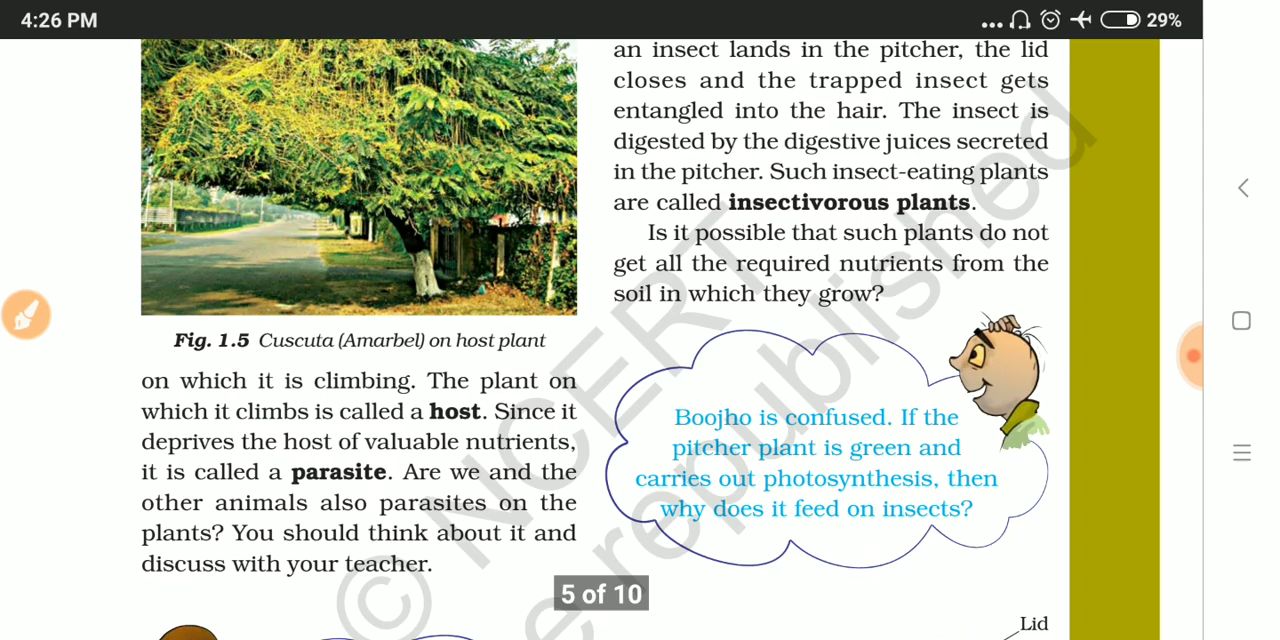 4:26 PM
29%
Fig. 1.5 Cuscuta (Amarbel) on host plant
on which it is climbing. The plant on
which it climbs is called a host. Since it
deprives the host of valuable nutrients,
it is called a parasite. Are we and the
other animals also parasites on the
plants? You should think about it and
discuss with your teacher.
an insect lands in the pitcher, the lid
closes and the trapped insect gets
entangled into the hair. The insect is
digested by the digestive juices secreted
in the pitcher. Such insect-eating plants
are called insectivorous plants.
Is it possible that such plants do not
get all the required nutrients from the
soil in which they grow?
Boojho is confused. If the
pitcher plant is green and
carries out photosynthesis, then
why does it feed on insects?
Lid
5 of 10
© NCERT
e republished